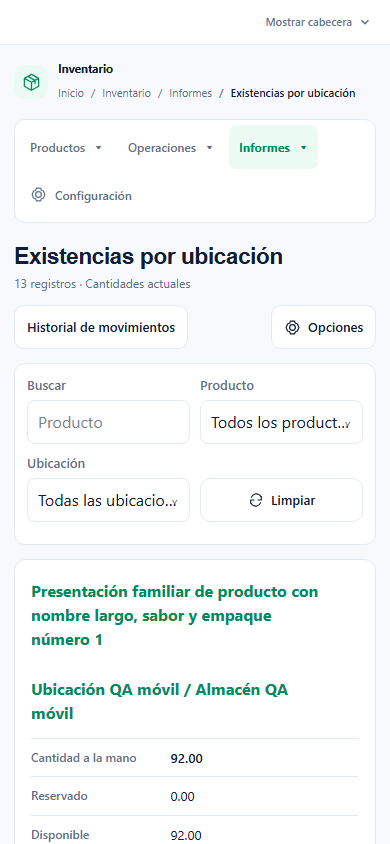 Mostrar cabecera
Inventario
Inicio / Inventario / Informes / Existencias por ubicación
Productos
Operaciones
Informes
Configuración
Existencias por ubicación
13 registros · Cantidades actuales
Historial de movimientos
Opciones
Buscar
Producto
Producto
Todos los product...
Ubicación
Todas las ubicacio...
Limpiar
Presentación familiar de producto con
nombre largo, sabor y empaque
número 1
Ubicación QA móvil / Almacén QA
móvil
Cantidad a la mano 92.00
Reservado 0.00
Disponible 92.00